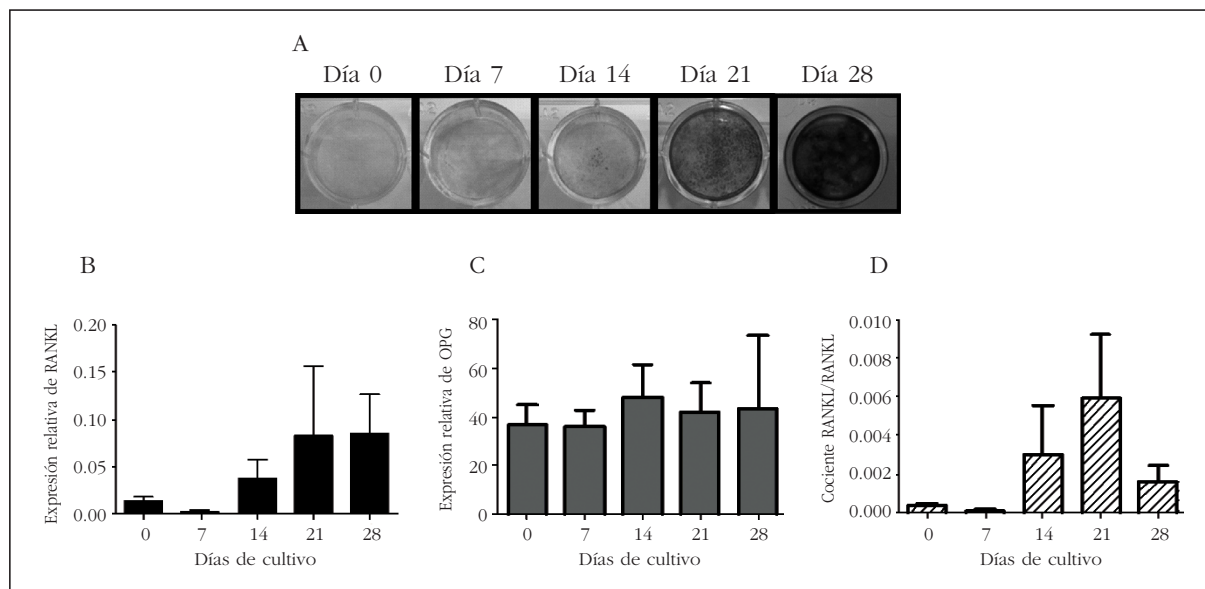 A
Día 0 Día 7 Día 14 Día 21 Día 28
B
Expresión relativa de RANKL
0.20
0.15
0.10
0.05
0.00
0 7 14 21 28
Días de cultivo
C
Expresión relativa de OPG
80
60
40
20
0
0 7 14 21 28
Días de cultivo
D
Cociente RANKL/RANKL
0.010
0.008
0.006
0.004
0.002
0.000
0 7 14 21 28
Días de cultivo